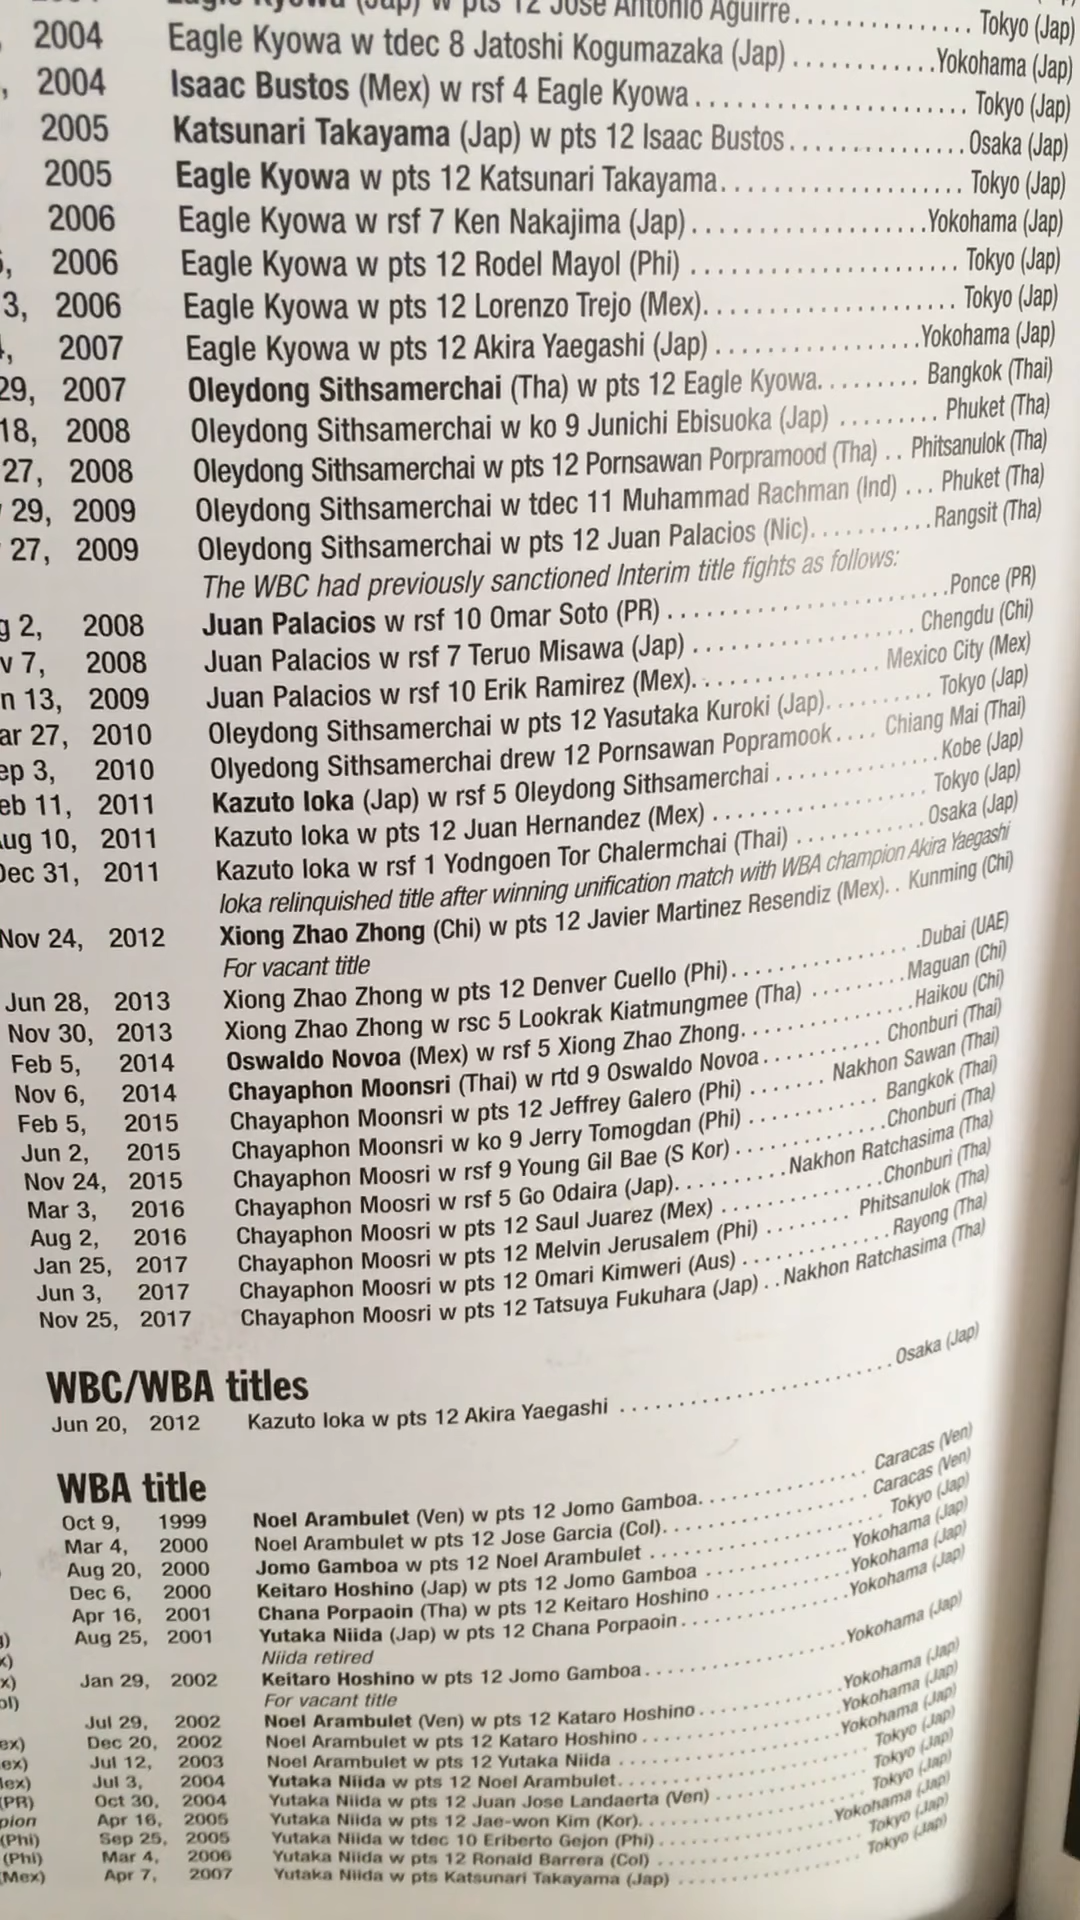 Eagle Kyowa (Jap) w pts 12 Jose Antonio Aguirre Tokyo (Jap)
2004 Eagle Kyowa w tdec 8 Jatoshi Kogumazaka (Jap) Yokohama (Jap)
, 2004 Isaac Bustos (Mex) w rsf 4 Eagle Kyowa Tokyo (Jap)
2005 Katsunari Takayama (Jap) w pts 12 Isaac Bustos Osaka (Jap)
2005 Eagle Kyowa w pts 12 Katsunari Takayama Tokyo (Jap)
2006 Eagle Kyowa w rsf 7 Ken Nakajima (Jap) Yokohama (Jap)
, 2006 Eagle Kyowa w pts 12 Rodel Mayol (Phi) Tokyo (Jap)
3, 2006 Eagle Kyowa w pts 12 Lorenzo Trejo (Mex) Tokyo (Jap)
, 2007 Eagle Kyowa w pts 12 Akira Yaegashi (Jap) Yokohama (Jap)
29, 2007 Oleydong Sithsamerchai (Tha) w pts 12 Eagle Kyowa Bangkok (Thai)
18, 2008 Oleydong Sithsamerchai w ko 9 Junichi Ebisuoka (Jap) Phuket (Tha)
27, 2008 Oleydong Sithsamerchai w pts 12 Pornsawan Porpramood (Tha) Phitsanulok (Tha)
29, 2009 Oleydong Sithsamerchai w tdec 11 Muhammad Rachman (Ind) Phuket (Tha)
27, 2009 Oleydong Sithsamerchai w pts 12 Juan Palacios (Nic) Rangsit (Tha)
The WBC had previously sanctioned Interim title fights as follows:
g 2, 2008 Juan Palacios w rsf 10 Omar Soto (PR) Ponce (PR)
v 7, 2008 Juan Palacios w rsf 7 Teruo Misawa (Jap) Chengdu (Chi)
n 13, 2009 Juan Palacios w rsf 10 Erik Ramirez (Mex) Mexico City (Mex)
ar 27, 2010 Oleydong Sithsamerchai w pts 12 Yasutaka Kuroki (Jap) Tokyo (Jap)
ep 3, 2010 Olyedong Sithsamerchai drew 12 Pornsawan Popramook Chiang Mai (Thai)
eb 11, 2011 Kazuto Ioka (Jap) w rsf 5 Oleydong Sithsamerchai Kobe (Jap)
ug 10, 2011 Kazuto Ioka w pts 12 Juan Hernandez (Mex) Tokyo (Jap)
Dec 31, 2011 Kazuto Ioka w rsf 1 Yodngoen Tor Chalermchai (Thai) Osaka (Jap)
Ioka relinquished title after winning unification match with WBA champion Akira Yaegashi
Nov 24, 2012 Xiong Zhao Zhong (Chi) w pts 12 Javier Martinez Resendiz (Mex) Kunming (Chi)
For vacant title
Jun 28, 2013 Xiong Zhao Zhong w pts 12 Denver Cuello (Phi) Dubai (UAE)
Nov 30, 2013 Xiong Zhao Zhong w rsc 5 Lookrak Kiatmungmee (Tha) Maguan (Chi)
Feb 5, 2014 Oswaldo Novoa (Mex) w rsf 5 Xiong Zhao Zhong Haikou (Chi)
Nov 6, 2014 Chayaphon Moonsri (Thai) w rtd 9 Oswaldo Novoa Chonburi (Thai)
Feb 5, 2015 Chayaphon Moonsri w pts 12 Jeffrey Galero (Phi) Nakhon Sawan (Thai)
Jun 2, 2015 Chayaphon Moonsri w ko 9 Jerry Tomogdan (Phi) Bangkok (Thai)
Nov 24, 2015 Chayaphon Moosri w rsf 9 Young Gil Bae (S Kor) Chonburi (Tha)
Mar 3, 2016 Chayaphon Moosri w rsf 5 Go Odaira (Jap) Nakhon Ratchasima (Tha)
Aug 2, 2016 Chayaphon Moosri w pts 12 Saul Juarez (Mex) Chonburi (Tha)
Jan 25, 2017 Chayaphon Moosri w pts 12 Melvin Jerusalem (Phi) Phitsanulok (Tha)
Jun 3, 2017 Chayaphon Moosri w pts 12 Omari Kimweri (Aus) Rayong (Tha)
Nov 25, 2017 Chayaphon Moosri w pts 12 Tatsuya Fukuhara (Jap) Nakhon Ratchasima (Tha)
WBC/WBA titles
Jun 20, 2012 Kazuto Ioka w pts 12 Akira Yaegashi Osaka (Jap)
WBA title
Oct 9, 1999 Noel Arambulet (Ven) w pts 12 Jomo Gamboa Caracas (Ven)
Mar 4, 2000 Noel Arambulet w pts 12 Jose Garcia (Col) Caracas (Ven)
Aug 20, 2000 Jomo Gamboa w pts 12 Noel Arambulet Tokyo (Jap)
Dec 6, 2000 Keitaro Hoshino (Jap) w pts 12 Jomo Gamboa Yokohama (Jap)
Apr 16, 2001 Chana Porpaoin (Tha) w pts 12 Keitaro Hoshino Yokohama (Jap)
Aug 25, 2001 Yutaka Niida (Jap) w pts 12 Chana Porpaoin Yokohama (Jap)
Niida retired
Jan 29, 2002 Keitaro Hoshino w pts 12 Jomo Gamboa Yokohama (Jap)
For vacant title
Jul 29, 2002 Noel Arambulet (Ven) w pts 12 Kataro Hoshino Yokohama (Jap)
ex) Dec 20, 2002 Noel Arambulet w pts 12 Kataro Hoshino Yokohama (Jap)
ex) Jul 12, 2003 Noel Arambulet w pts 12 Yutaka Niida Yokohama (Jap)
lex) Jul 3, 2004 Yutaka Niida w pts 12 Noel Arambulet Tokyo (Jap)
(PR) Oct 30, 2004 Yutaka Niida w pts 12 Juan Jose Landaerta (Ven) Tokyo (Jap)
pion Apr 16, 2005 Yutaka Niida w pts 12 Jae-won Kim (Kor) Tokyo (Jap)
(Phi) Sep 25, 2005 Yutaka Niida w tdec 10 Eriberto Gejon (Phi) Yokohama (Jap)
(Phi) Mar 4, 2006 Yutaka Niida w pts 12 Ronald Barrera (Col) Tokyo (Jap)
(Mex) Apr 7, 2007 Yutaka Niida w pts Katsunari Takayama (Jap) Tokyo (Jap)